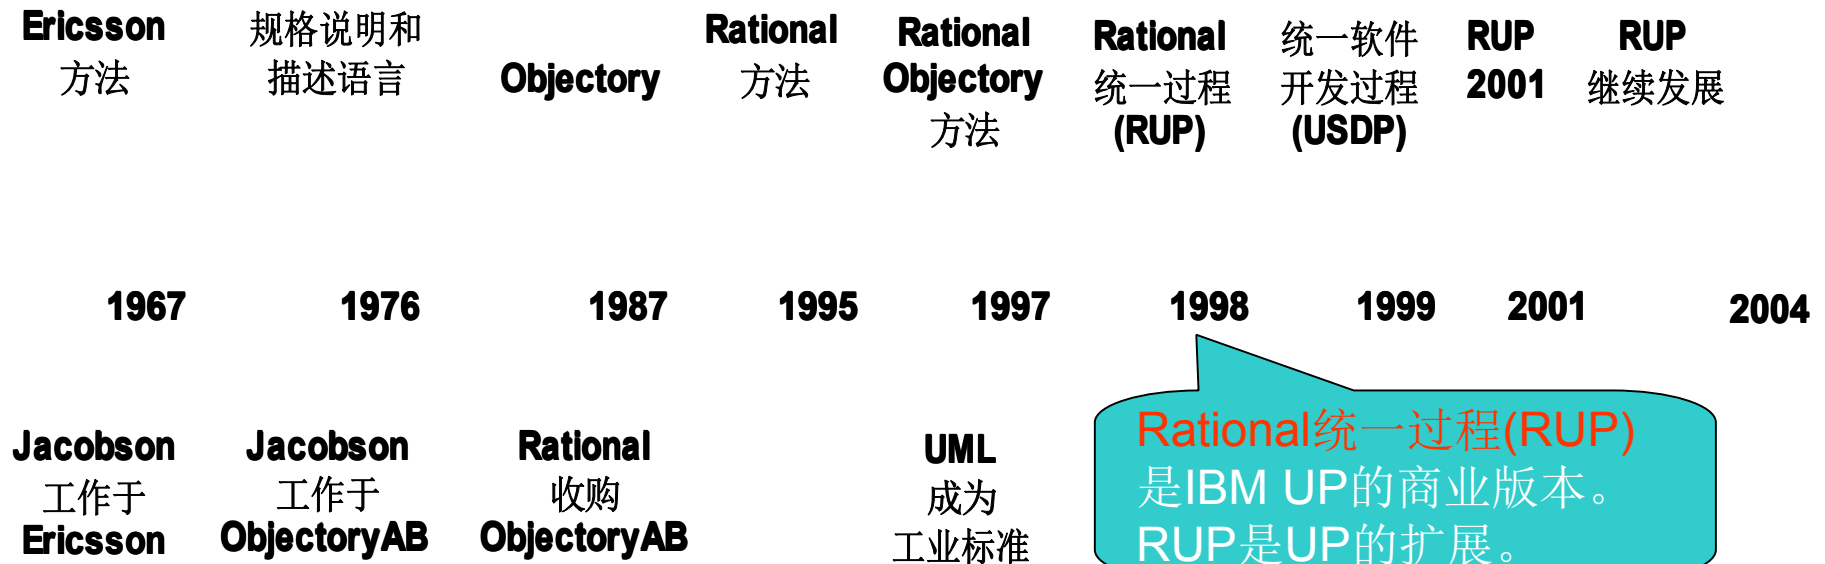 Ericsson
方法
规格说明和
描述语言
Objectory
Rational
方法
Rational
Objectory
方法
Rational
统一过程
(RUP)
统一软件
开发过程
(USDP)
RUP
2001
RUP
继续发展
1967
1976
1987
1995
1997
1998
1999
2001
2004
Jacobson
工作于
Ericsson
Jacobson
工作于
ObjectoryAB
Rational
收购
ObjectoryAB
UML
成为
工业标准
Rational统一过程(RUP)
是IBM UP的商业版本。
RUP是UP的扩展。